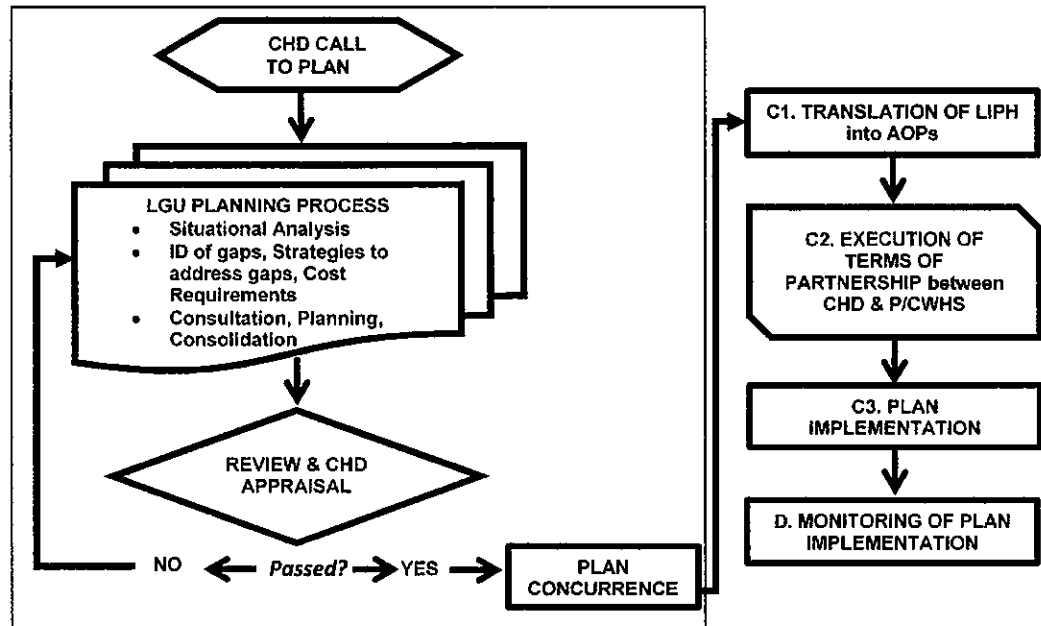 CHD CALL
TO PLAN
LGU PLANNING PROCESS
• Situational Analysis
• ID of gaps, Strategies to
address gaps, Cost
Requirements
• Consultation, Planning,
Consolidation
REVIEW & CHD
APPRAISAL
NO Passed? YES
PLAN
CONCURRENCE
C1. TRANSLATION OF LIPH
into AOPs
C2. EXECUTION OF
TERMS OF
PARTNERSHIP between
CHD & P/CWHS
C3. PLAN
IMPLEMENTATION
D. MONITORING OF PLAN
IMPLEMENTATION